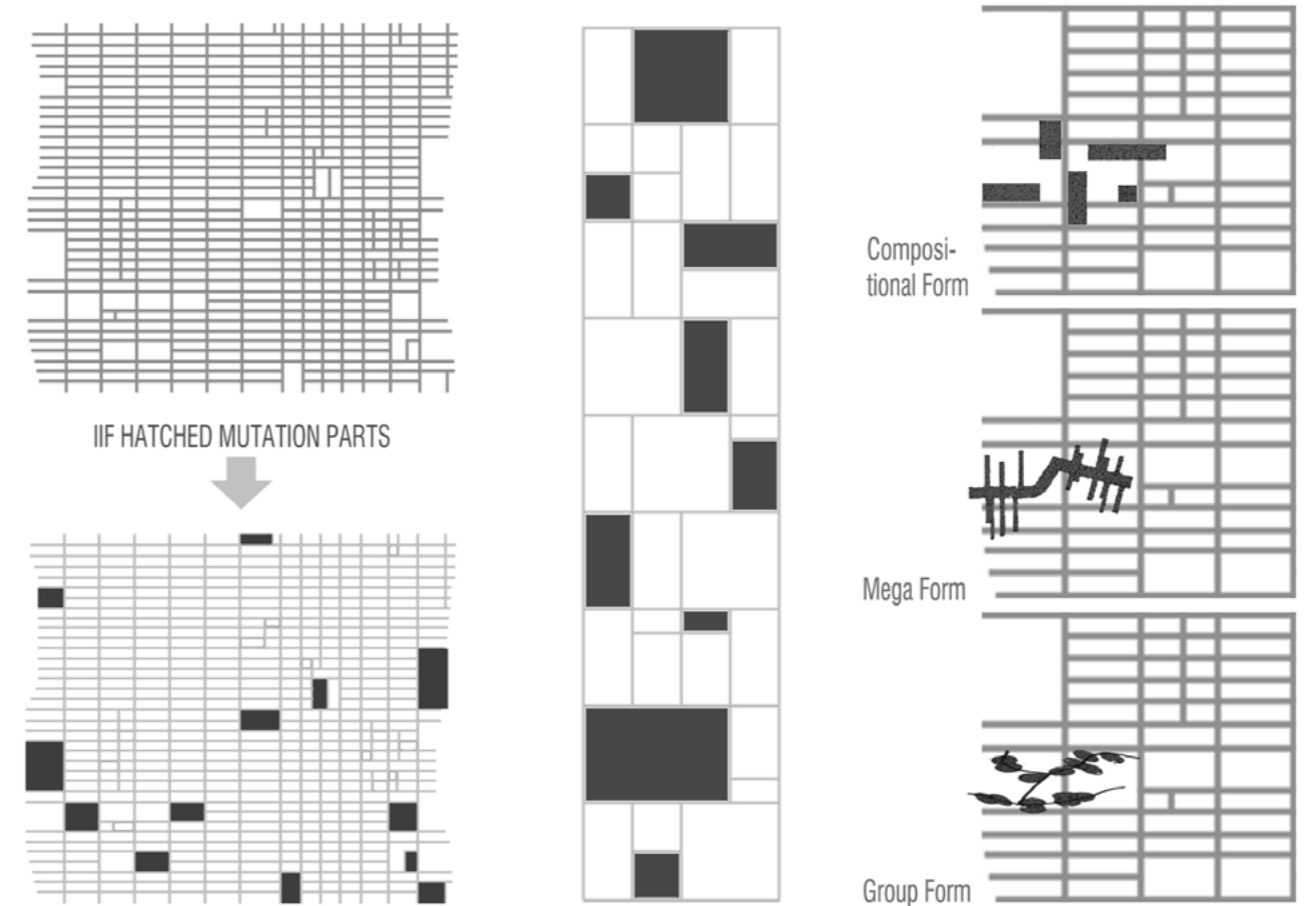 IIF HATCHED MUTATION PARTS
Composi-
tional Form
Mega Form
Group Form